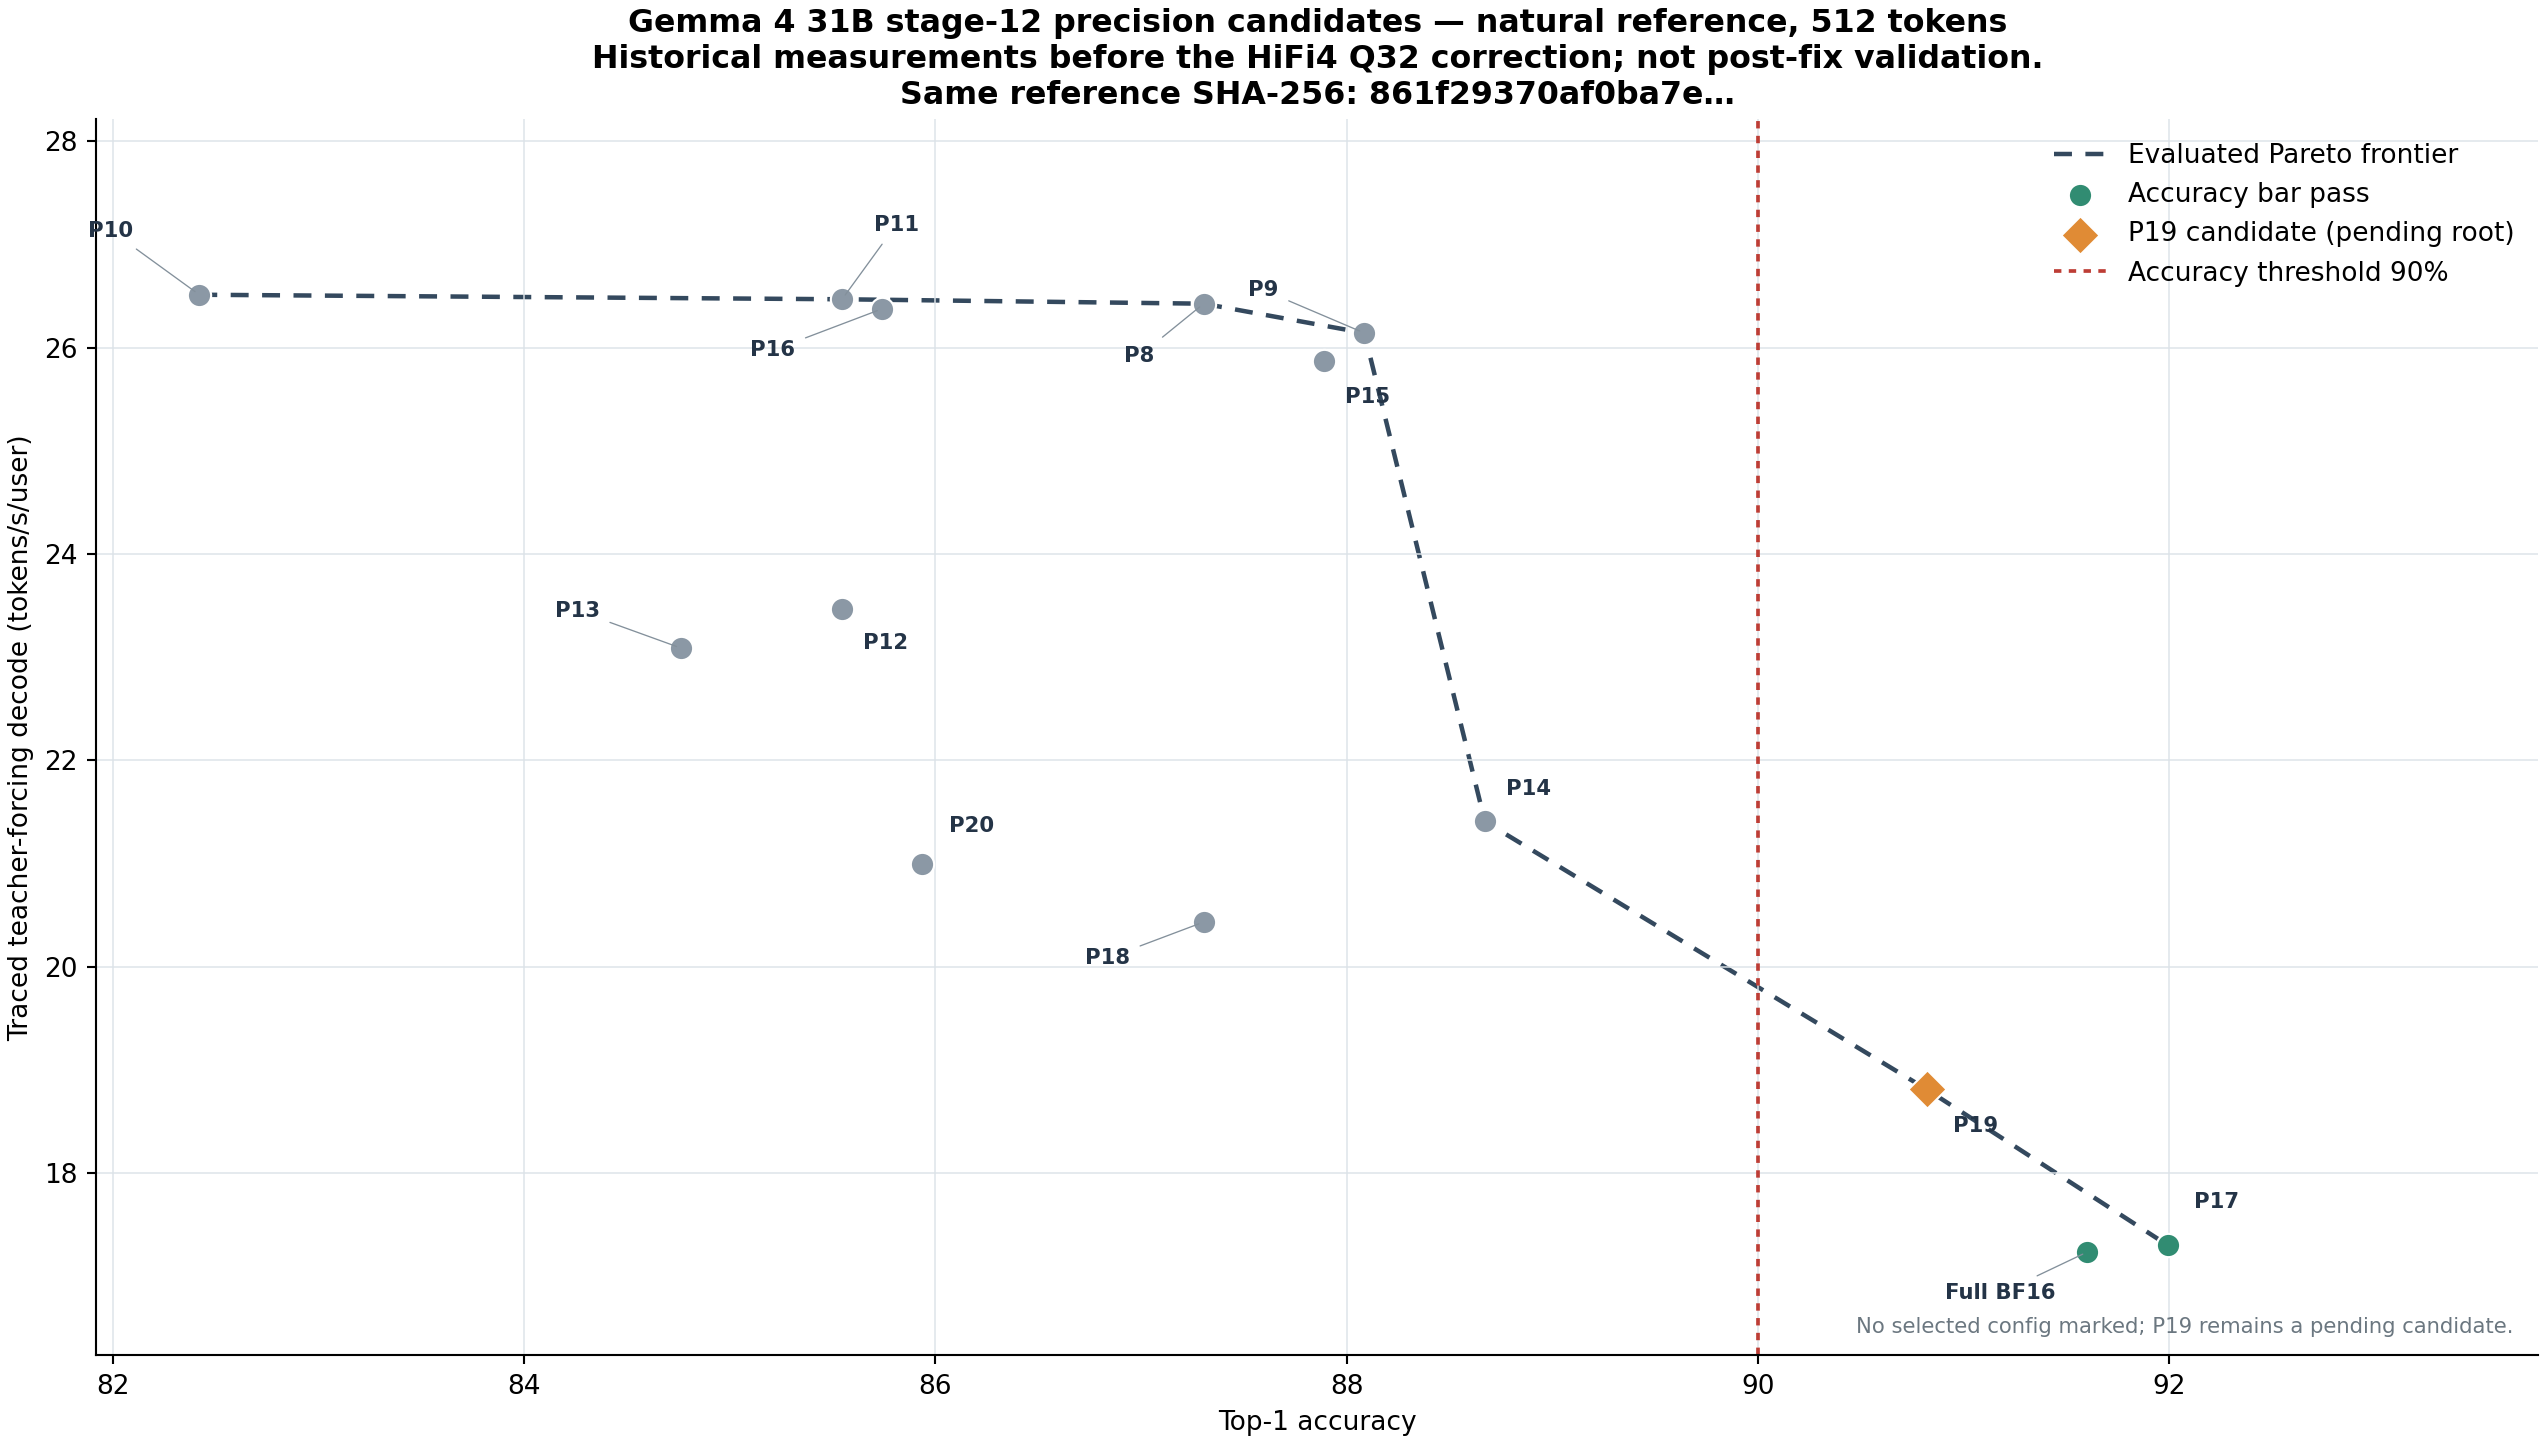 Gemma 4 31B stage-12 precision candidates — natural reference, 512 tokens
Historical measurements before the HiFi4 Q32 correction; not post-fix validation.
Same reference SHA-256: 861f29370af0ba7e…
Evaluated Pareto frontier
Accuracy bar pass
P19 candidate (pending root)
Accuracy threshold 90%
Traced teacher-forcing decode (tokens/s/user)
28
26
24
22
20
18
P10
P11
P16
P8
P9
P15
P13
P12
P14
P20
P18
P19
P17
Full BF16
No selected config marked; P19 remains a pending candidate.
82
84
86
88
90
92
Top-1 accuracy